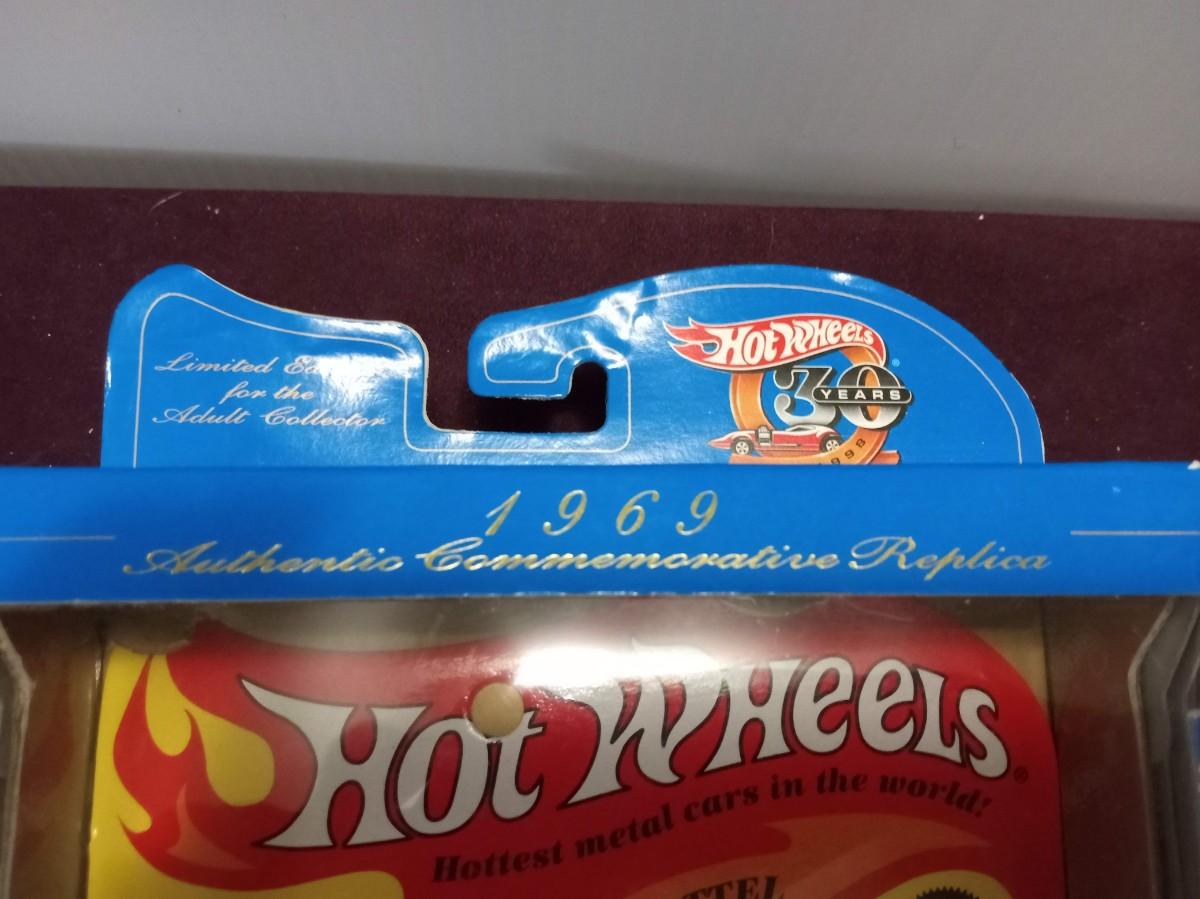 Limited
for the
Adult Collector
Hot Wheels®
30
YEARS
1998
1969
Authentic Commemorative Replica
Hot Wheels®
Hottest metal cars in the world!